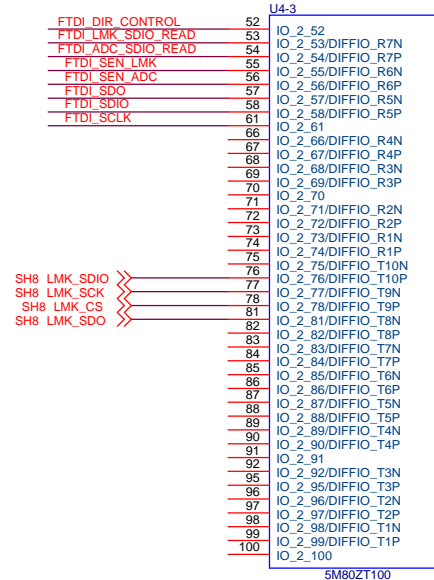 U4-3
FTDI_DIR_CONTROL 52 IO_2_52
FTDI_LMK_SDIO_READ 53 IO_2_53/DIFFIO_R7N
FTDI_ADC_SDIO_READ 54 IO_2_54/DIFFIO_R7P
FTDI_SEN_LMK 55 IO_2_55/DIFFIO_R6N
FTDI_SEN_ADC 56 IO_2_56/DIFFIO_R6P
FTDI_SDO 57 IO_2_57/DIFFIO_R5N
FTDI_SDIO 58 IO_2_58/DIFFIO_R5P
FTDI_SCLK 61 IO_2_61
66 IO_2_66/DIFFIO_R4N
67 IO_2_67/DIFFIO_R4P
68 IO_2_68/DIFFIO_R3N
69 IO_2_69/DIFFIO_R3P
70 IO_2_70
71 IO_2_71/DIFFIO_R2N
72 IO_2_72/DIFFIO_R2P
73 IO_2_73/DIFFIO_R1N
74 IO_2_74/DIFFIO_R1P
75 IO_2_75/DIFFIO_T10N
SH8 LMK_SDIO 76 IO_2_76/DIFFIO_T10P
SH8 LMK_SCK 77 IO_2_77/DIFFIO_T9N
SH8 LMK_CS 78 IO_2_78/DIFFIO_T9P
SH8 LMK_SDO 81 IO_2_81/DIFFIO_T8N
82 IO_2_82/DIFFIO_T8P
83 IO_2_83/DIFFIO_T7N
84 IO_2_84/DIFFIO_T7P
85 IO_2_85/DIFFIO_T6N
86 IO_2_86/DIFFIO_T6P
87 IO_2_87/DIFFIO_T5N
88 IO_2_88/DIFFIO_T5P
89 IO_2_89/DIFFIO_T4N
90 IO_2_90/DIFFIO_T4P
91 IO_2_91
92 IO_2_92/DIFFIO_T3N
95 IO_2_95/DIFFIO_T3P
96 IO_2_96/DIFFIO_T2N
97 IO_2_97/DIFFIO_T2P
98 IO_2_98/DIFFIO_T1N
99 IO_2_99/DIFFIO_T1P
100 IO_2_100
5M80ZT100